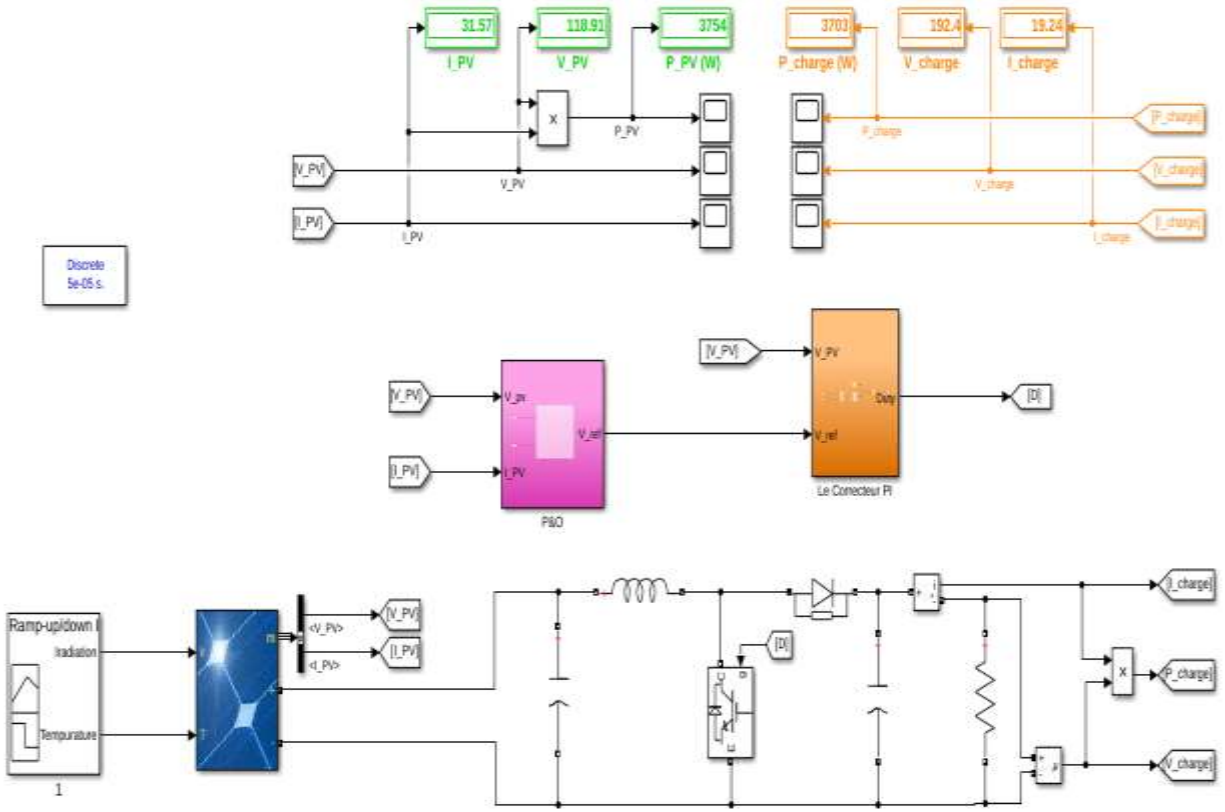 31.57
118.91
3754
3703
192.4
19.24
I_PV
V_PV
P_PV (W)
P_charge (W)
V_charge
I_charge
x
P_PV
P_charge
[P_charge]
[V_PV]
V_PV
V_charge
[V_charge]
[I_PV]
I_PV
I_charge
[I_charge]
Discrete
5e-05 s.
[V_PV]
V_PV
[V_PV]
V_pv
Duty
[D]
V_ref
V_ref
[I_PV]
I_PV
Le Correcteur PI
P&O
[I_charge]
+
i
-
Ramp-up/down I
[V_PV]
<V_PV>
Iradiation
m
[D]
[I_PV]
<I_PV>
g
C
x
[P_charge]
Tempurature
E
+
-
v
[V_charge]
1